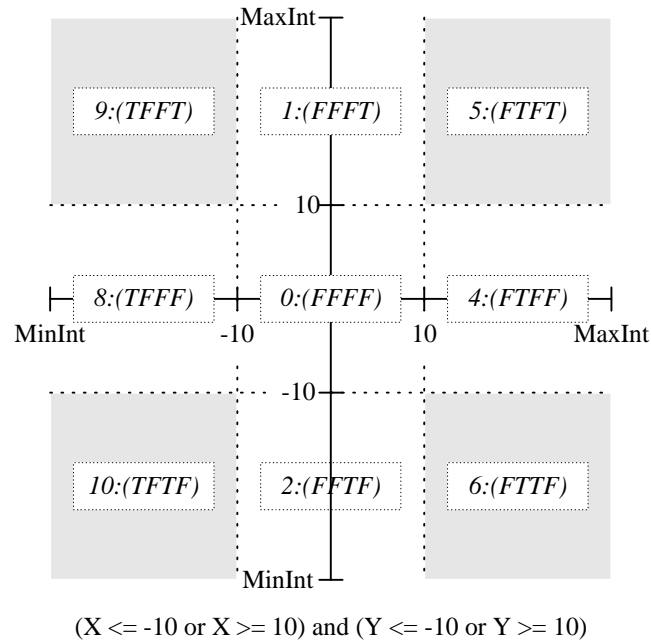 MaxInt
9:(TFFT) 1:(FFFT) 5:(FTFT)
10
8:(TFFF) 0:(FFFF) 4:(FTFF)
MinInt -10 10 MaxInt
-10
10:(TFTF) 2:(FFTF) 6:(FTTF)
MinInt
(X <= -10 or X >= 10) and (Y <= -10 or Y >= 10)